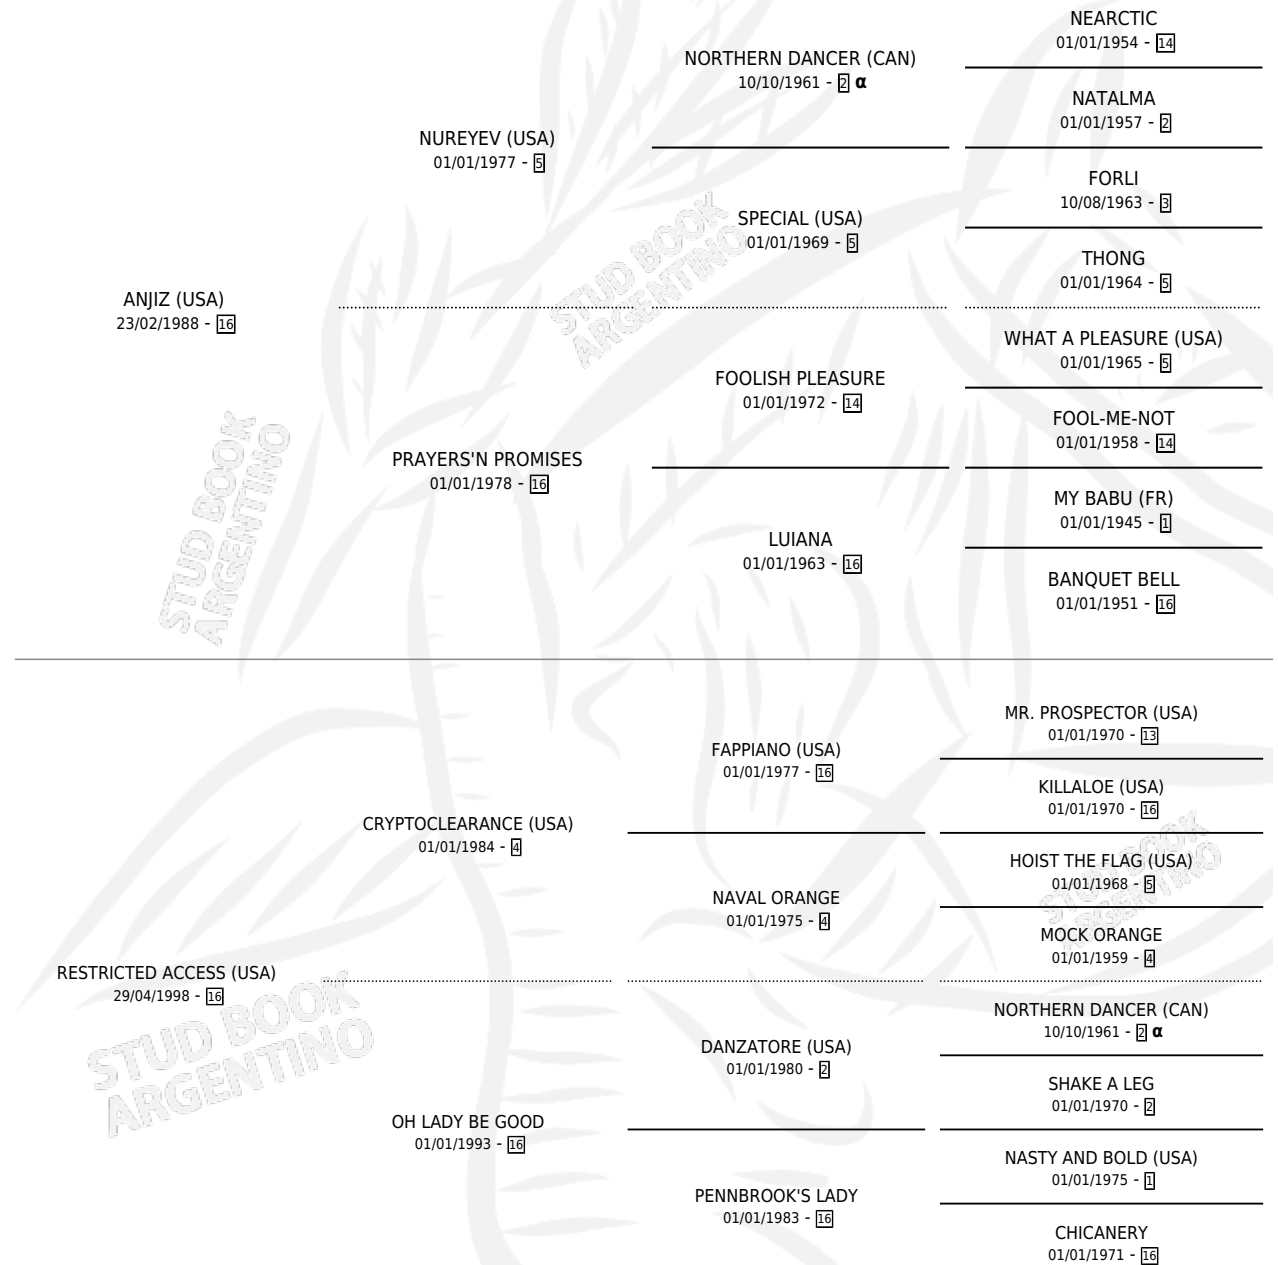 ANJIZ (USA)
23/02/1988 - 16
NUREYEV (USA)
01/01/1977 - 5
NORTHERN DANCER (CAN)
10/10/1961 - 2 α
NEARCTIC
01/01/1954 - 14
NATALMA
01/01/1957 - 2
SPECIAL (USA)
01/01/1969 - 5
FORLI
10/08/1963 - 3
THONG
01/01/1964 - 5
PRAYERS'N PROMISES
01/01/1978 - 16
FOOLISH PLEASURE
01/01/1972 - 14
WHAT A PLEASURE (USA)
01/01/1965 - 5
FOOL-ME-NOT
01/01/1958 - 14
LUIANA
01/01/1963 - 16
MY BABU (FR)
01/01/1945 - 1
BANQUET BELL
01/01/1951 - 16
RESTRICTED ACCESS (USA)
29/04/1998 - 16
CRYPTOCLEARANCE (USA)
01/01/1984 - 4
FAPPIANO (USA)
01/01/1977 - 16
MR. PROSPECTOR (USA)
01/01/1970 - 13
KILLALOE (USA)
01/01/1970 - 16
NAVAL ORANGE
01/01/1975 - 4
HOIST THE FLAG (USA)
01/01/1968 - 5
MOCK ORANGE
01/01/1959 - 4
OH LADY BE GOOD
01/01/1993 - 16
DANZATORE (USA)
01/01/1980 - 2
NORTHERN DANCER (CAN)
10/10/1961 - 2 α
SHAKE A LEG
01/01/1970 - 2
PENNBROOK'S LADY
01/01/1983 - 16
NASTY AND BOLD (USA)
01/01/1975 - 1
CHICANERY
01/01/1971 - 16
STUD BOOK
ARGENTINO
STUD BOOK
ARGENTINO
STUD BOOK
ARGENTINO
STUD BOOK
ARGENTINO